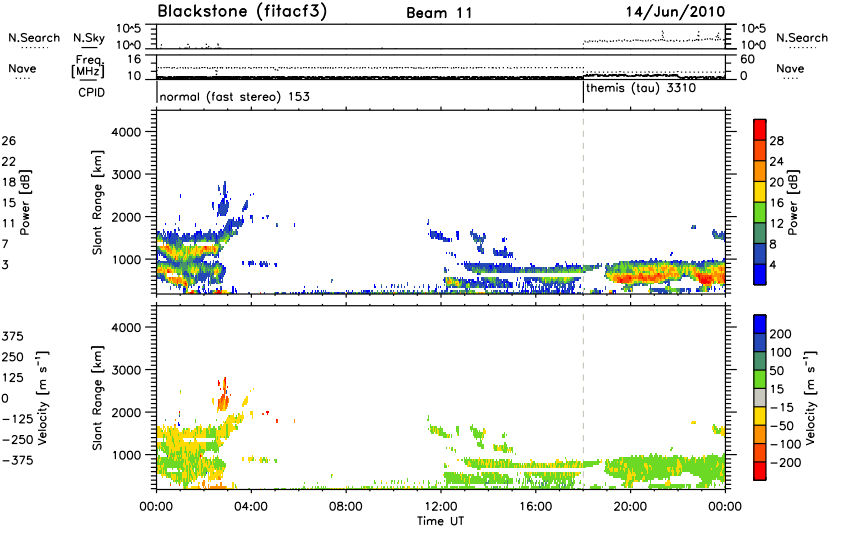 Blackstone (fitacf3) Beam 11 14/Jun/2010
10^5 10^5
N.Search N.Sky N.Search
10^0 10^0
Freq. 16 60
Nave [MHz] Nave
10 0
CPID
normal (fast stereo) 153 themis (tau) 3310
Slant Range [km]
4000
3000
2000
1000
Power [dB]
26
22
18
15
11
7
3
28
24
20
16
12
8
4
Power [dB]
Slant Range [km]
4000
3000
2000
1000
Velocity [m s⁻¹]
375
250
125
0
−125
−250
−375
200
100
50
15
−15
−50
−100
−200
Velocity [m s⁻¹]
00:00 04:00 08:00 12:00 16:00 20:00 00:00
Time UT